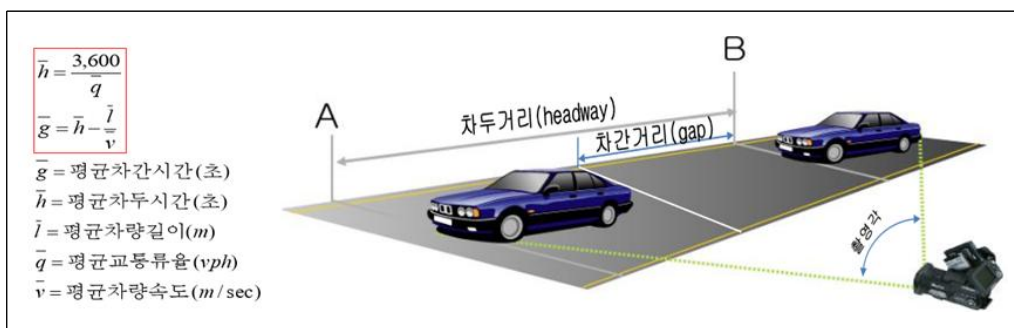 h̄ = 3,600 / q̄
ḡ = h̄ - l̄ / v̄
ḡ = 평균차간시간(초)
h̄ = 평균차두시간(초)
l̄ = 평균차량길이(m)
q̄ = 평균교통류율(vph)
v̄ = 평균차량속도(m/sec)
A
B
차두거리(headway)
차간거리(gap)
촬영각